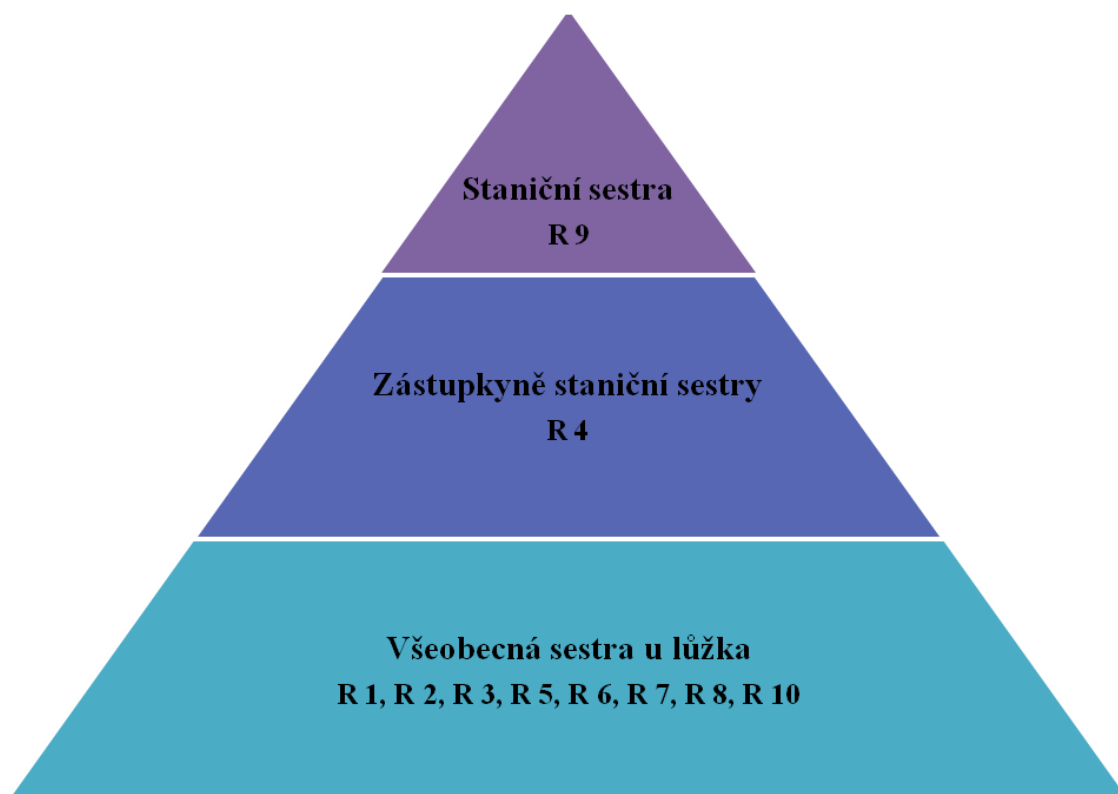 Staniční sestra
R 9
Zástupkyně staniční sestry
R 4
Všeobecná sestra u lůžka
R 1, R 2, R 3, R 5, R 6, R 7, R 8, R 10